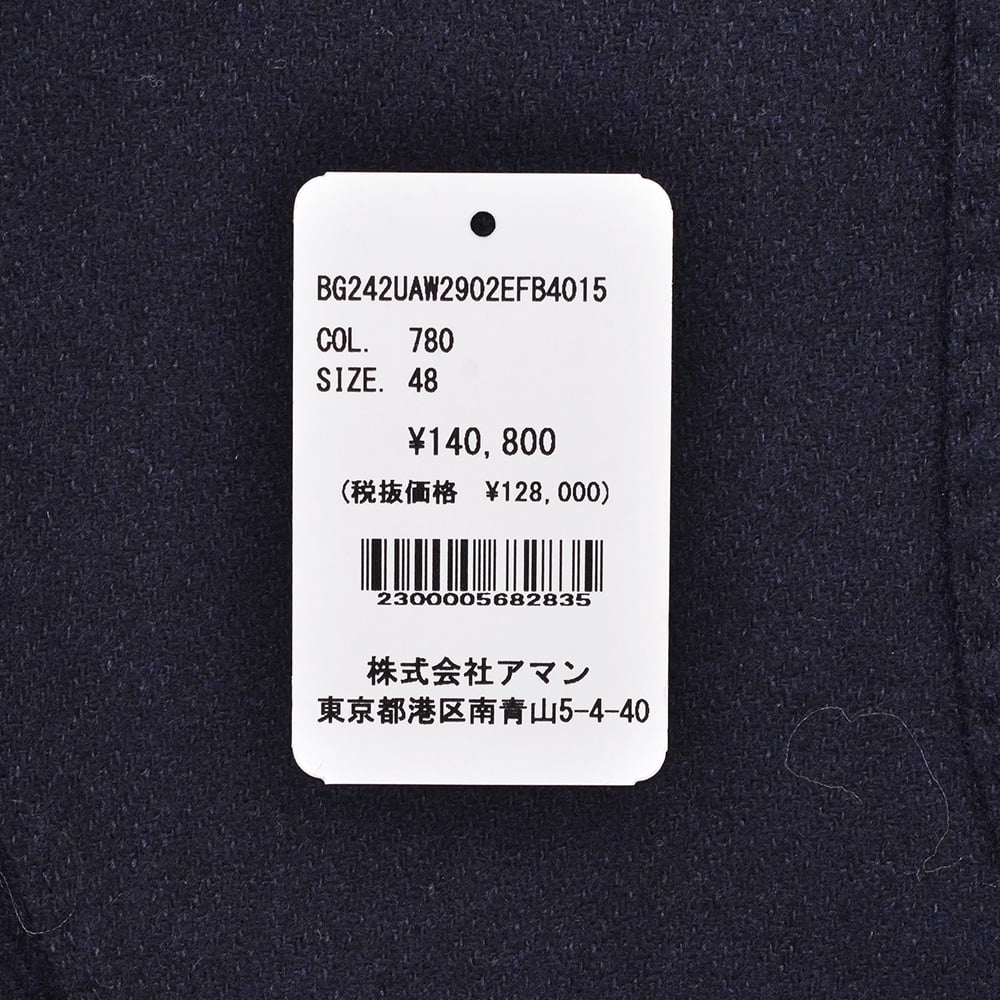 BG242UAW2902EFB4015
COL. 780
SIZE. 48
¥140,800
(税抜価格 ¥128,000)
2300005682835
株式会社アマン
東京都港区南青山5-4-40